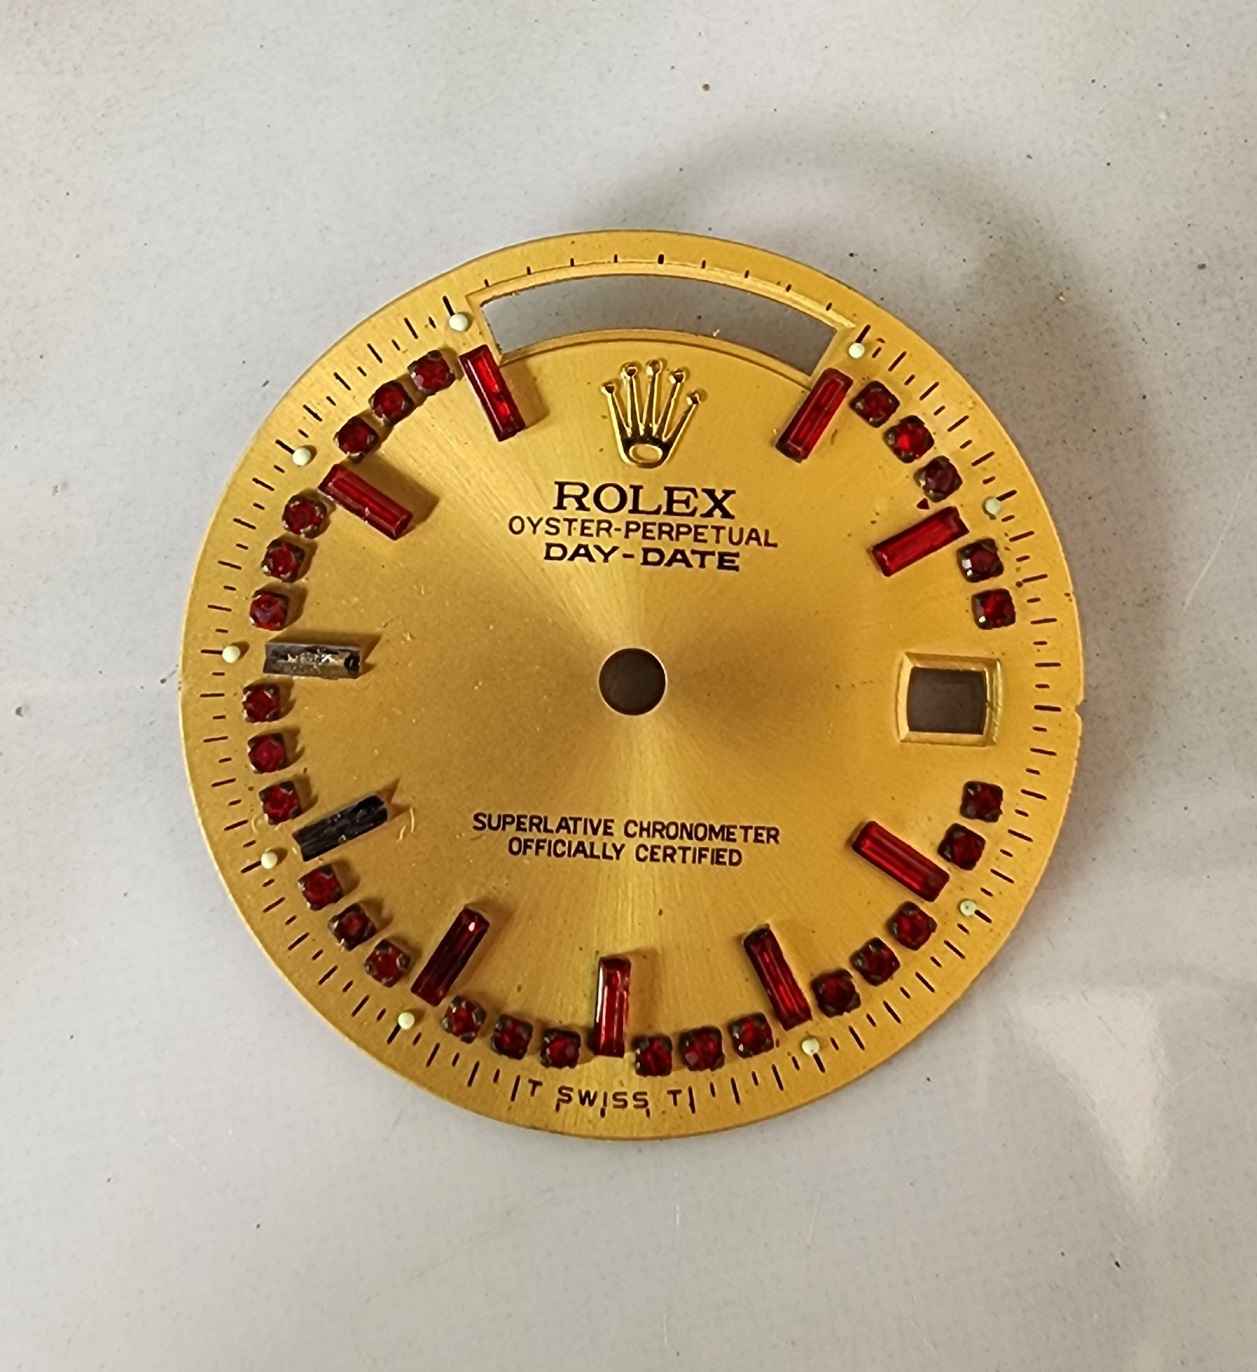 ROLEX
OYSTER-PERPETUAL
DAY-DATE
SUPERLATIVE CHRONOMETER
OFFICIALLY CERTIFIED
T SWISS T